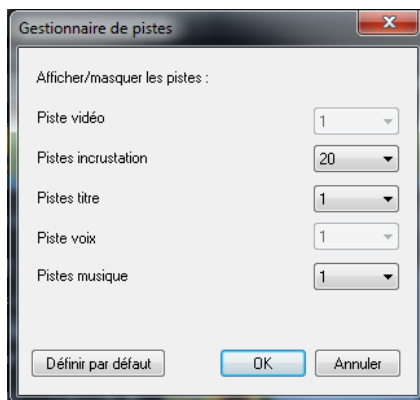 Gestionnaire de pistes
Afficher/masquer les pistes :
Piste vidéo 1
Pistes incrustation 20
Pistes titre 1
Piste voix 1
Pistes musique 1
Définir par défaut OK Annuler